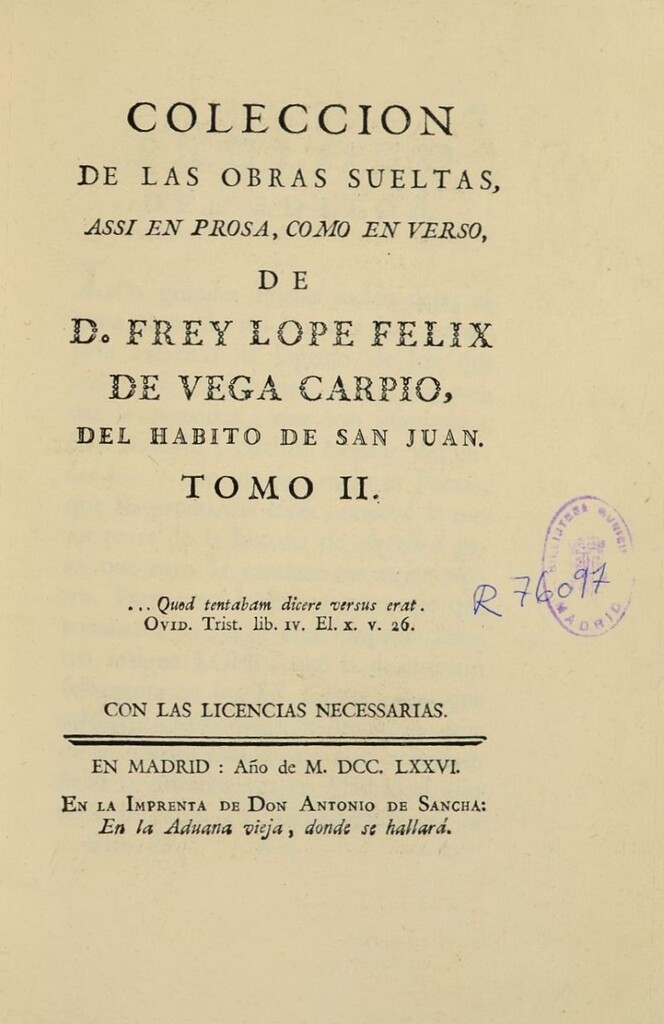 COLECCION
DE LAS OBRAS SUELTAS,
ASSI EN PROSA, COMO EN VERSO,
DE
D. FREY LOPE FELIX
DE VEGA CARPIO,
DEL HABITO DE SAN JUAN.
TOMO II.
... Quod tentabam dicere versus erat.
OVID. Trist. lib. IV. El. X. v. 26.
BIBLIOTECA MUNICI
R 76097
MADRID
CON LAS LICENCIAS NECESSARIAS.
EN MADRID : Año de M. DCC. LXXVI.
EN LA IMPRENTA DE DON ANTONIO DE SANCHA:
En la Aduana vieja, donde se hallará.